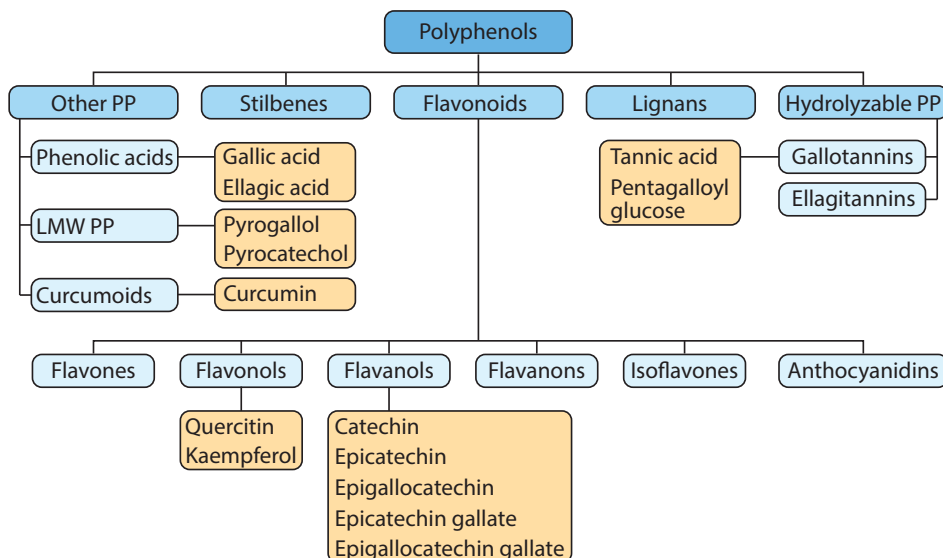 Polyphenols
Other PP
Stilbenes
Flavonoids
Lignans
Hydrolyzable PP
Phenolic acids
Gallic acid
Ellagic acid
Tannic acid
Pentagalloyl
glucose
Gallotannins
Ellagitannins
LMW PP
Pyrogallol
Pyrocatechol
Curcumoids
Curcumin
Flavones
Flavonols
Flavanols
Flavanons
Isoflavones
Anthocyanidins
Quercitin
Kaempferol
Catechin
Epicatechin
Epigallocatechin
Epicatechin gallate
Epigallocatechin gallate